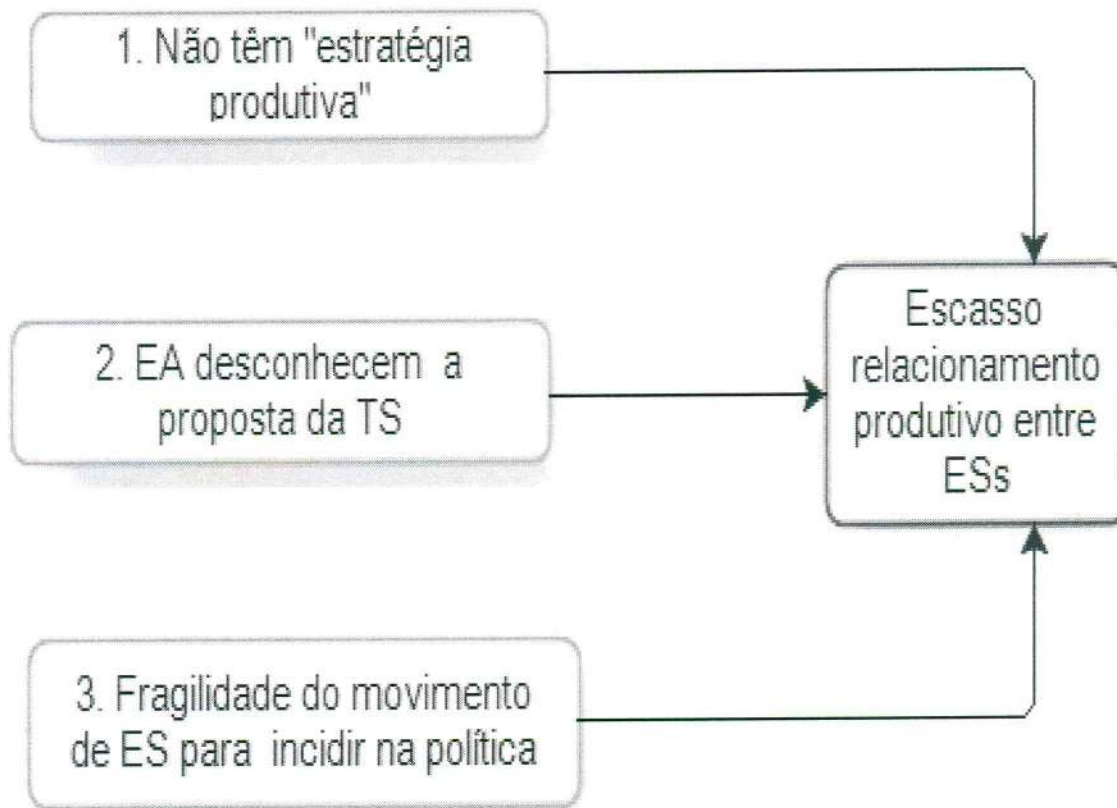 1. Não têm "estratégia
produtiva"
2. EA desconhecem a
proposta da TS
Escasso
relacionamento
produtivo entre
ESs
3. Fragilidade do movimento
de ES para incidir na política